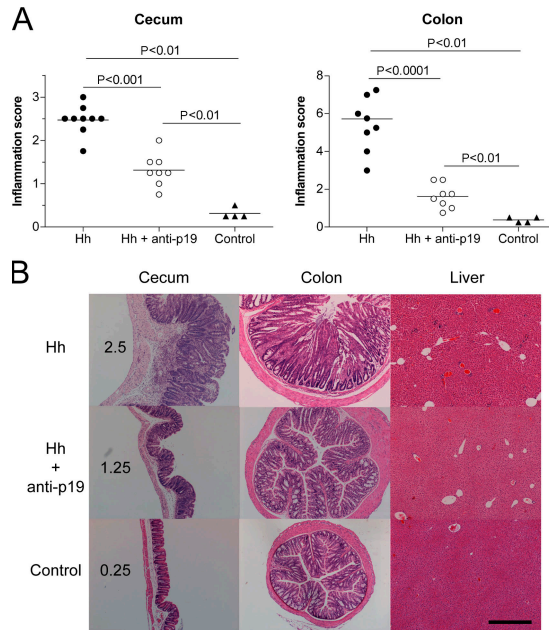 A
Cecum
P<0.01
P<0.001
P<0.01
Inflammation score
3
2
1
0
Hh
Hh + anti-p19
Control
Colon
P<0.01
P<0.0001
P<0.01
Inflammation score
8
6
4
2
0
Hh
Hh + anti-p19
Control
B
Cecum Colon Liver
Hh
2.5
Hh
+
anti-p19
1.25
Control
0.25